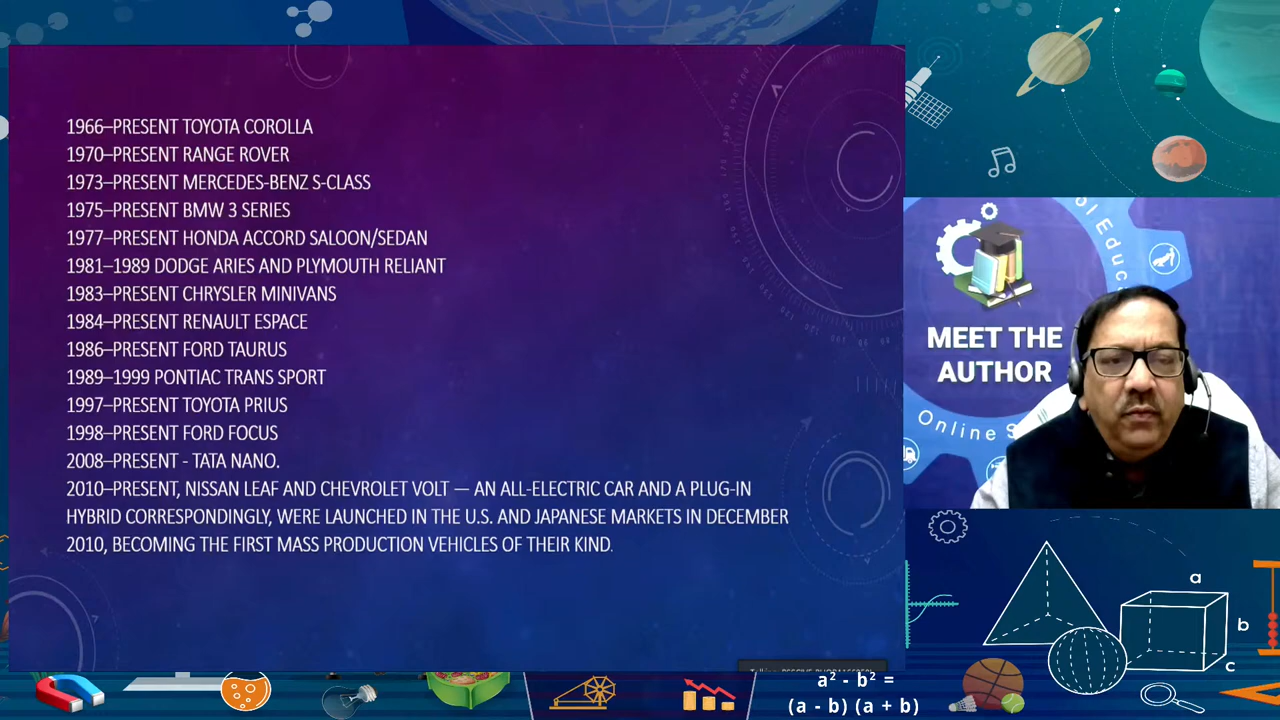 1966–PRESENT TOYOTA COROLLA
1970–PRESENT RANGE ROVER
1973–PRESENT MERCEDES-BENZ S-CLASS
1975–PRESENT BMW 3 SERIES
1977–PRESENT HONDA ACCORD SALOON/SEDAN
1981–1989 DODGE ARIES AND PLYMOUTH RELIANT
1983–PRESENT CHRYSLER MINIVANS
1984–PRESENT RENAULT ESPACE
1986–PRESENT FORD TAURUS
1989–1999 PONTIAC TRANS SPORT
1997–PRESENT TOYOTA PRIUS
1998–PRESENT FORD FOCUS
2008–PRESENT - TATA NANO.
2010–PRESENT, NISSAN LEAF AND CHEVROLET VOLT — AN ALL-ELECTRIC CAR AND A PLUG-IN
HYBRID CORRESPONDINGLY, WERE LAUNCHED IN THE U.S. AND JAPANESE MARKETS IN DECEMBER
2010, BECOMING THE FIRST MASS PRODUCTION VEHICLES OF THEIR KIND.
MEET THE
AUTHOR
Online
a
b
c
a² - b² =
(a - b) (a + b)